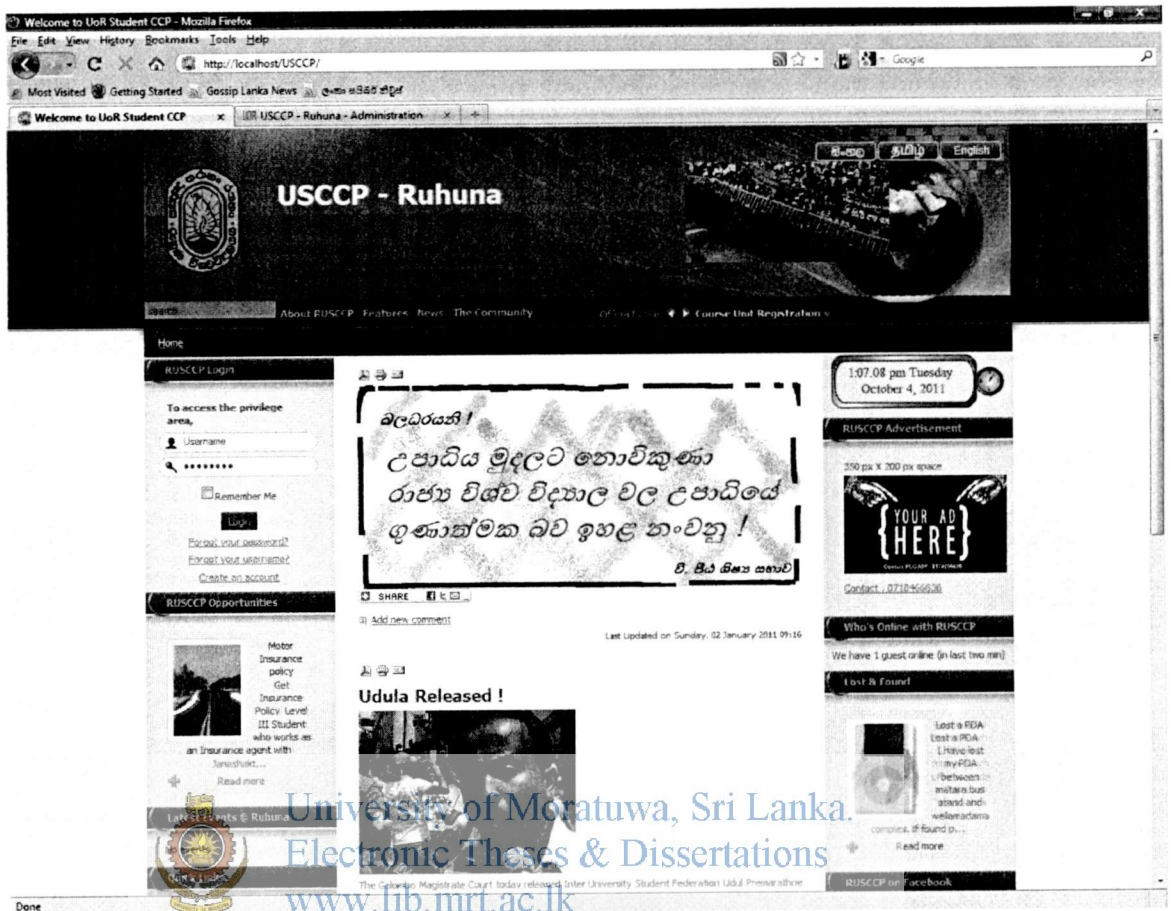 Welcome to UoR Student CCP - Mozilla Firefox
File Edit View History Bookmarks Tools Help
http://localhost/USCCP/
Google
Most Visited Getting Started Gossip Lanka News
Welcome to UoR Student CCP
USCCP - Ruhuna - Administration
සිංහල தமிழ் English
USCCP - Ruhuna
About RUSCCP Features News The Community
Course Unit Registration
Home
RUSCCP Login
To access the privilege area,
Username
Remember Me
Login
Forgot your password?
Forgot your username?
Create an account
RUSCCP Opportunities
Motor
Insurance
policy
Get
Insurance
Policy. Level
III Student
who works as
an Insurance agent with
Janashakt...
Read more
Latest Events @ Ruhuna
බලධරයනි !
උපාධිය මුදලට නොවිකුණා
රාජ්‍ය විශ්ව විද්‍යාල වල උපාධියේ
ගුණාත්මක බව ඉහළ නංවනු !
වි. පීඨ ශිෂ්‍ය සභාව
SHARE
Add new comment
Last Updated on Sunday, 02 January 2011 09:16
Udula Released !
The Colombo Magistrate Court today released Inter University Student Federation Udul Premarathne
1:07.08 pm Tuesday
October 4, 2011
RUSCCP Advertisement
350 px X 200 px space
YOUR AD
HERE
Contact : 0710466636
Who's Online with RUSCCP
We have 1 guest online (in last two min)
Lost & Found
Lost a PDA
Lost a PDA
I have lost
my PDA
between
matara bus
stand and
wellamadama
complex. If found p...
Read more
RUSCCP on Facebook
University of Moratuwa, Sri Lanka.
Electronic Theses & Dissertations
www.lib.mrt.ac.lk
Done